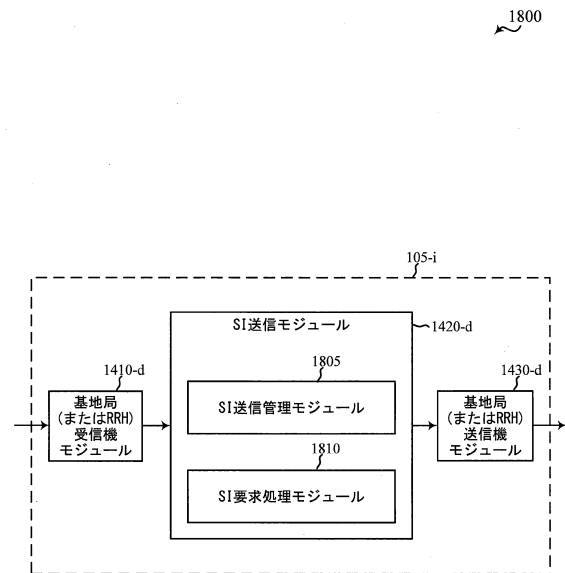 1800
105-i
SI送信モジュール
1420-d
1410-d
基地局
(またはRRH)
受信機
モジュール
1805
SI送信管理モジュール
1810
SI要求処理モジュール
1430-d
基地局
(またはRRH)
送信機
モジュール